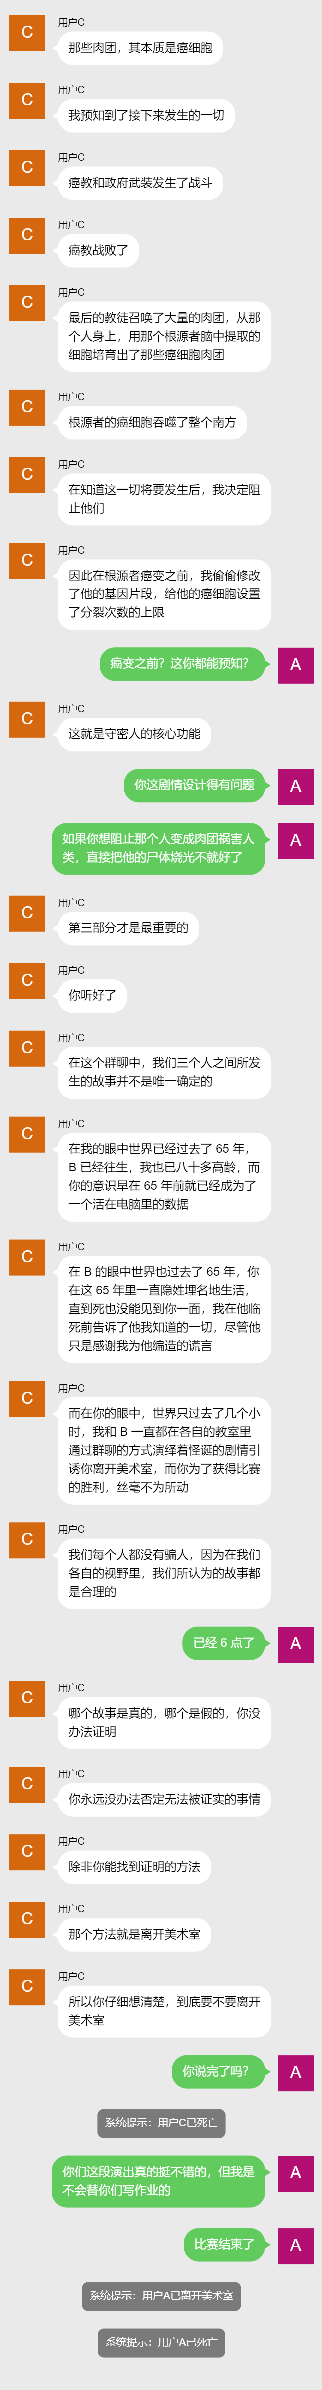 C
用户C
那些肉团，其本质是癌细胞
C
用户C
我预知到了接下来发生的一切
C
用户C
癌教和政府武装发生了战斗
C
用户C
癌教战败了
C
用户C
最后的教徒召唤了大量的肉团，从那
个人身上，用那个根源者脑中提取的
细胞培育出了那些癌细胞肉团
C
用户C
根源者的癌细胞吞噬了整个南方
C
用户C
在知道这一切将要发生后，我决定阻
止他们
C
用户C
因此在根源者癌变之前，我偷偷修改
了他的基因片段，给他的癌细胞设置
了分裂次数的上限
癌变之前？这你都能预知？
A
C
用户C
这就是守密人的核心功能
你这剧情设计得有问题
A
如果你想阻止那个人变成肉团祸害人
类，直接把他的尸体烧光不就好了
A
C
用户C
第三部分才是最重要的
C
用户C
你听好了
C
用户C
在这个群聊中，我们三个人之间所发
生的故事并不是唯一确定的
C
用户C
在我的眼中世界已经过去了 65 年，
B 已经往生，我也已八十多高龄，而
你的意识早在 65 年前就已经成为了
一个活在电脑里的数据
C
用户C
在 B 的眼中世界也过去了 65 年，你
在这 65 年里一直隐姓埋名地生活，
直到死也没能见到你一面，我在他临
死前告诉了他我知道的一切，尽管他
只是感谢我为他编造的谎言
C
用户C
而在你的眼中，世界只过去了几个小
时，我和 B 一直都在各自的教室里
通过群聊的方式演绎着怪诞的剧情引
诱你离开美术室，而你为了获得比赛
的胜利，丝毫不为所动
C
用户C
我们每个人都没有骗人，因为在我们
各自的视野里，我们所认为的故事都
是合理的
已经 6 点了
A
C
用户C
哪个故事是真的，哪个是假的，你没
办法证明
C
用户C
你永远没办法否定无法被证实的事情
C
用户C
除非你能找到证明的方法
C
用户C
那个方法就是离开美术室
C
用户C
所以你仔细想清楚，到底要不要离开
美术室
你说完了吗？
A
系统提示：用户C已死亡
你们这段演出真的挺不错的，但我是
不会替你们写作业的
A
比赛结束了
A
系统提示：用户A已离开美术室
系统提示：用户A已死亡